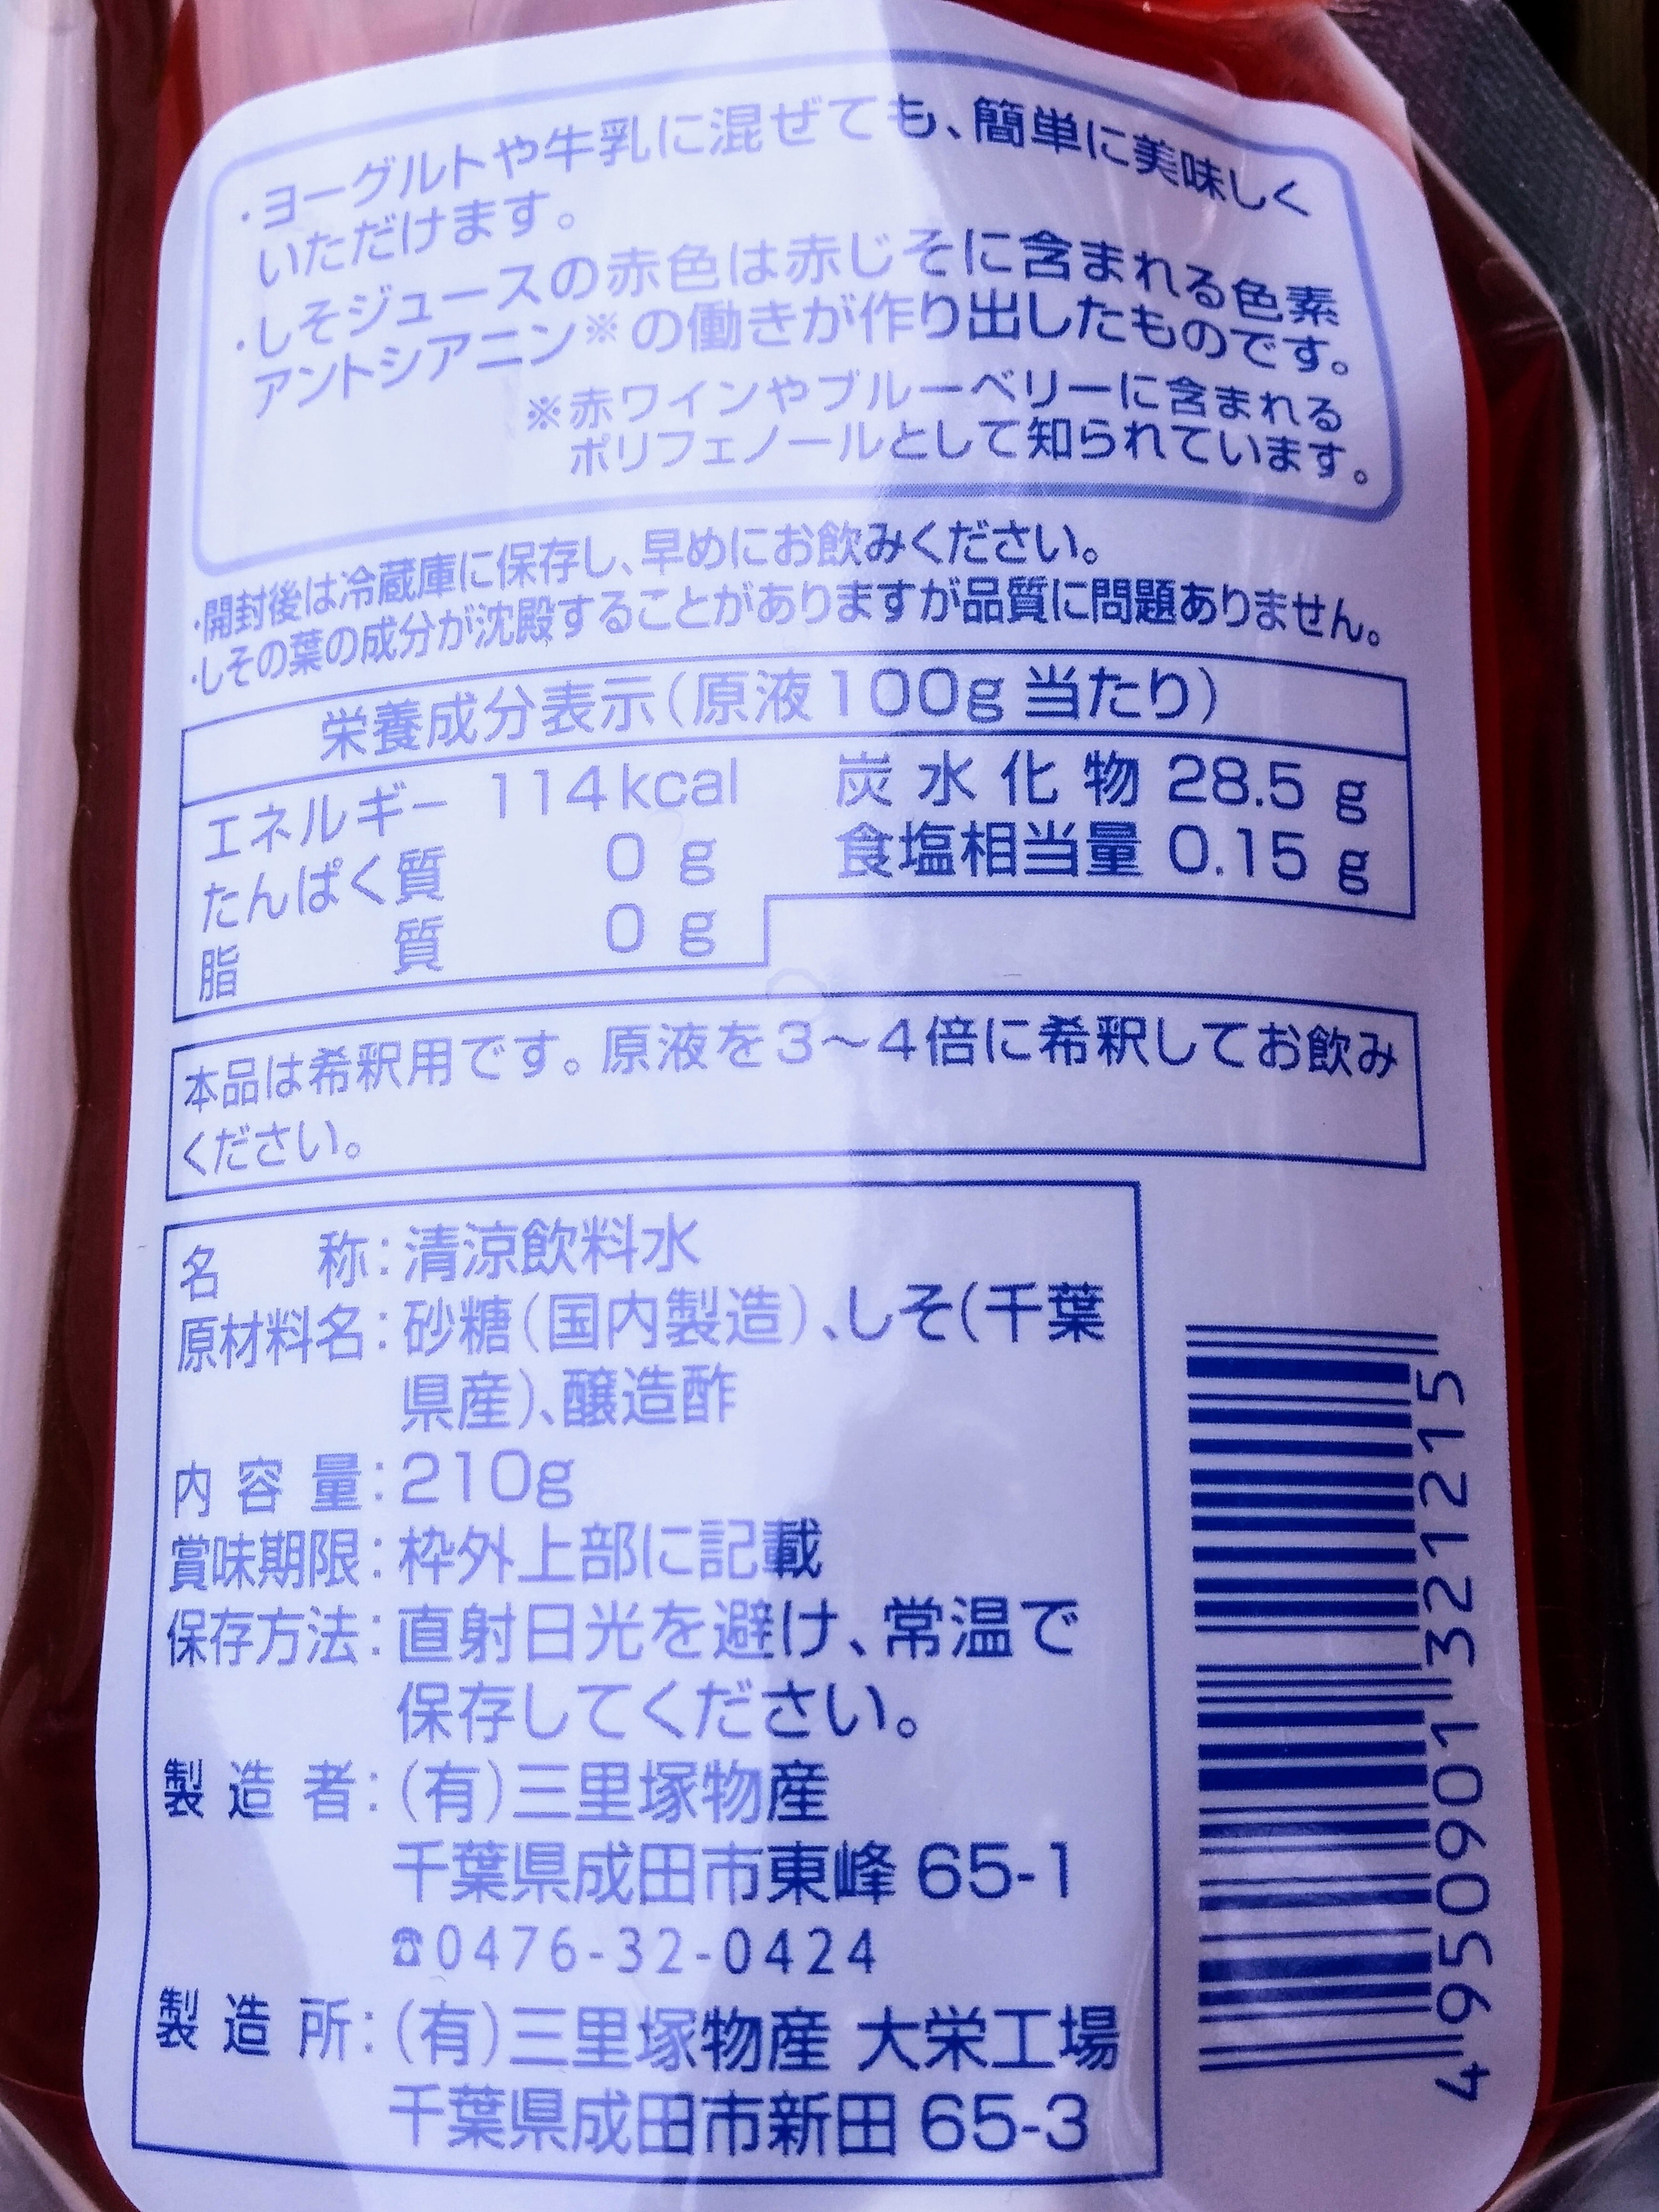 ・ヨーグルトや牛乳に混ぜても、簡単に美味しく
いただけます。
・しそジュースの赤色は赤じそに含まれる色素
アントシアニン※の働きが作り出したものです。
※赤ワインやブルーベリーに含まれる
ポリフェノールとして知られています。
・開封後は冷蔵庫に保存し、早めにお飲みください。
・しその葉の成分が沈殿することがありますが品質に問題ありません。
栄養成分表示(原液100g当たり)
エネルギー 114kcal 炭水化物 28.5 g
たんぱく質 0 g 食塩相当量 0.15 g
脂質 0 g
本品は希釈用です。原液を3〜4倍に希釈してお飲み
ください。
名称:清涼飲料水
原材料名:砂糖(国内製造)、しそ(千葉
県産)、醸造酢
内容量:210g
賞味期限:枠外上部に記載
保存方法:直射日光を避け、常温で
保存してください。
製造者:(有)三里塚物産
千葉県成田市東峰 65-1
☎0476-32-0424
製造所:(有)三里塚物産 大栄工場
千葉県成田市新田 65-3
4 950901 321215